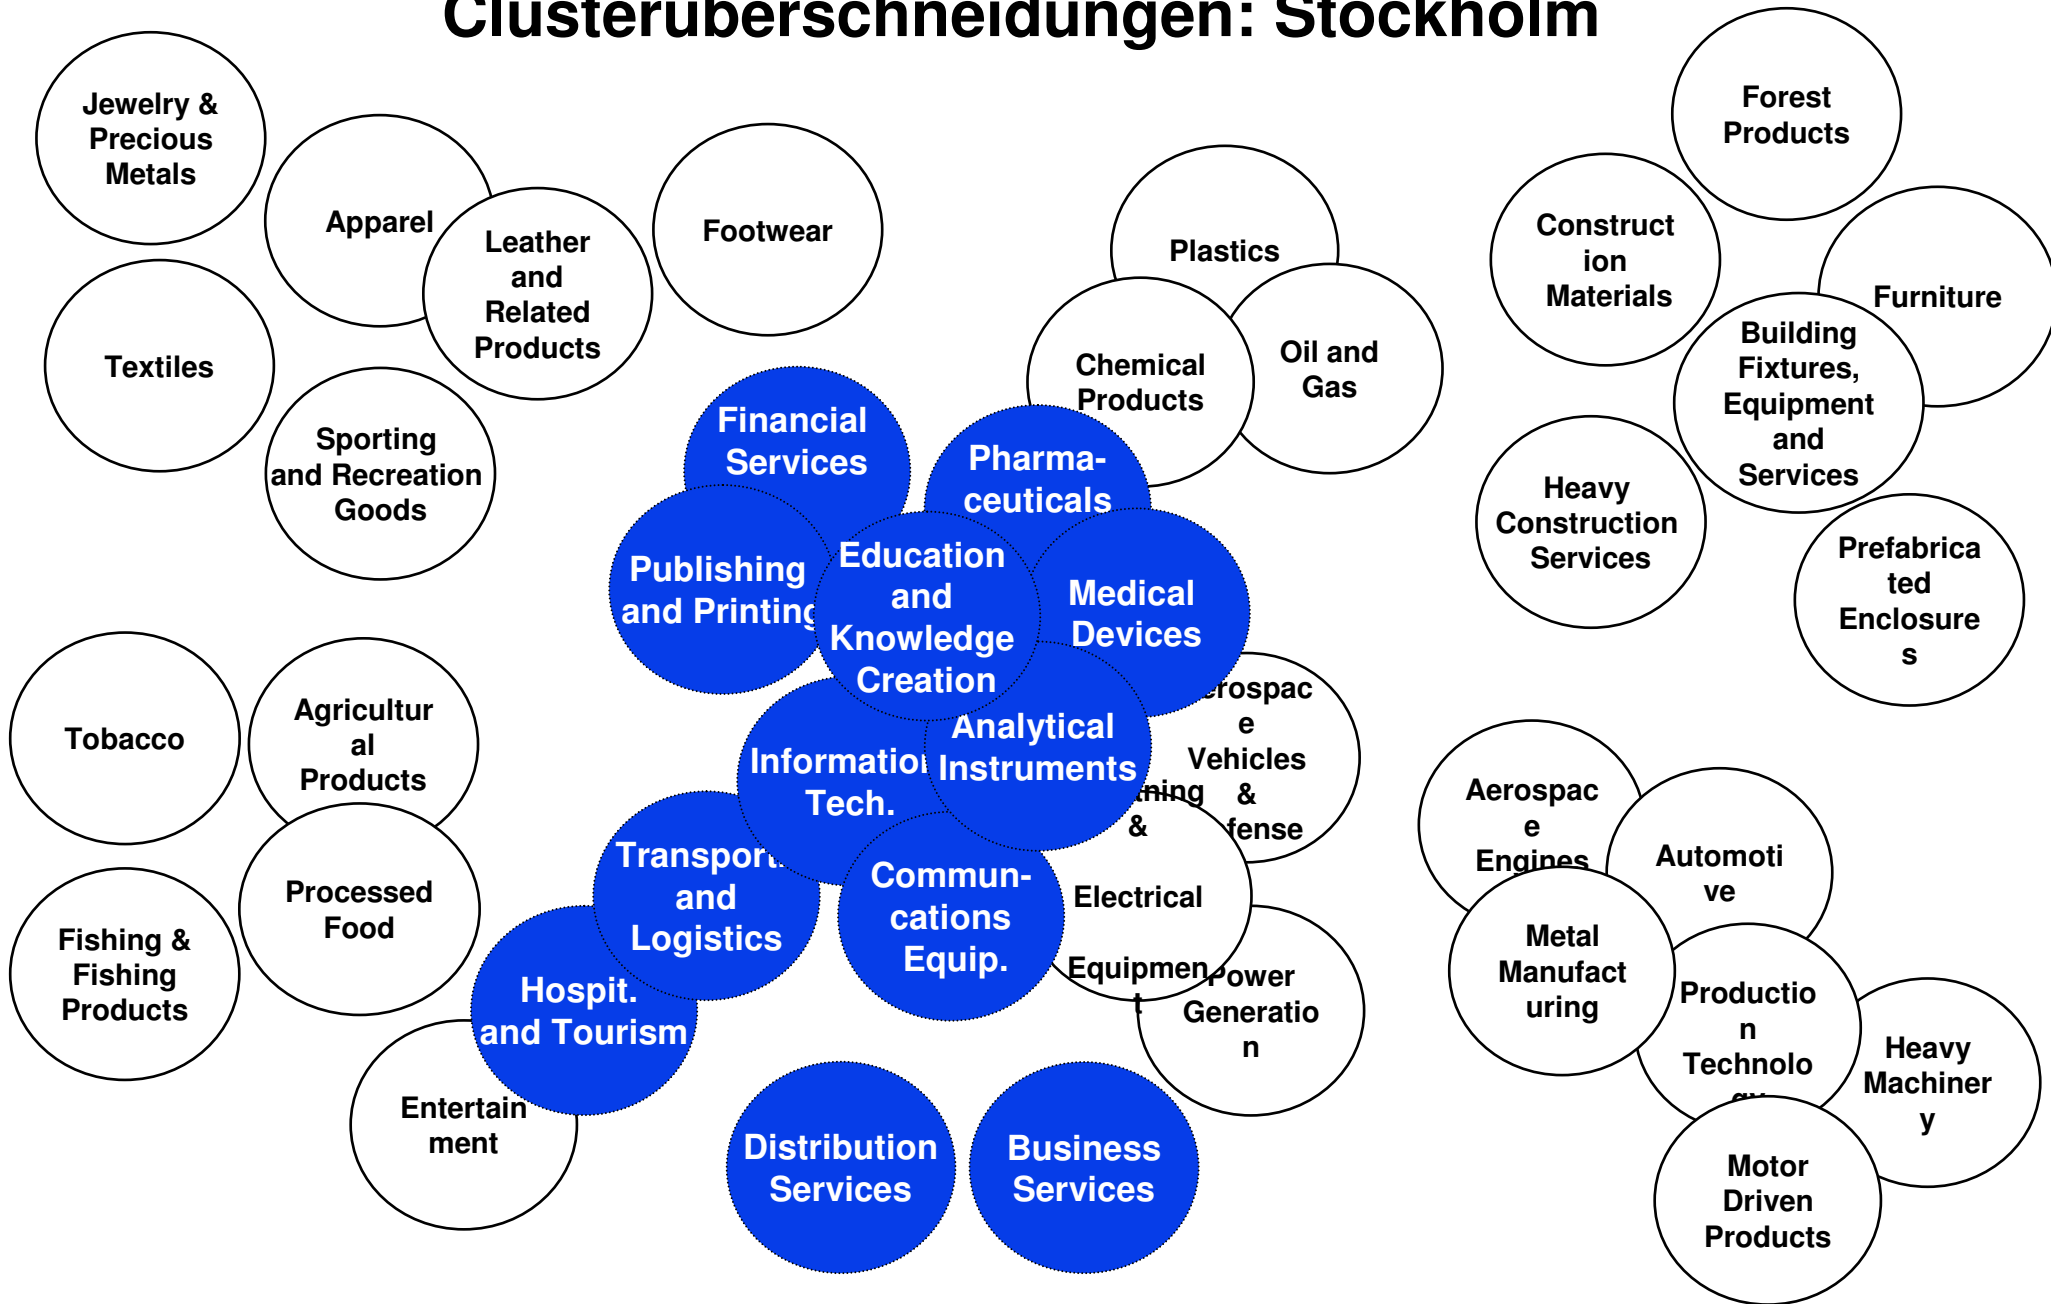 Clusterüberschneidungen: Stockholm
Jewelry &
Precious
Metals
Apparel
Leather
and
Related
Products
Footwear
Textiles
Sporting
and Recreation
Goods
Plastics
Chemical
Products
Oil and
Gas
Forest
Products
Construct
ion
Materials
Furniture
Building
Fixtures,
Equipment
and
Services
Heavy
Construction
Services
Prefabrica
ted
Enclosure
s
Financial
Services
Pharma-
ceuticals
Publishing
and Printing
Education
and
Knowledge
Creation
Medical
Devices
Information
Tech.
Analytical
Instruments
erospac
e
Vehicles
&
fense
tning
&
Electrical
Equipmen
t
Power
Generatio
n
Transport.
and
Logistics
Commun-
cations
Equip.
Hospit.
and Tourism
Entertain
ment
Distribution
Services
Business
Services
Tobacco
Agricultur
al
Products
Processed
Food
Fishing &
Fishing
Products
Aerospac
e
Engines
Automoti
ve
Metal
Manufact
uring
Productio
n
Technolo
gy
Heavy
Machiner
y
Motor
Driven
Products